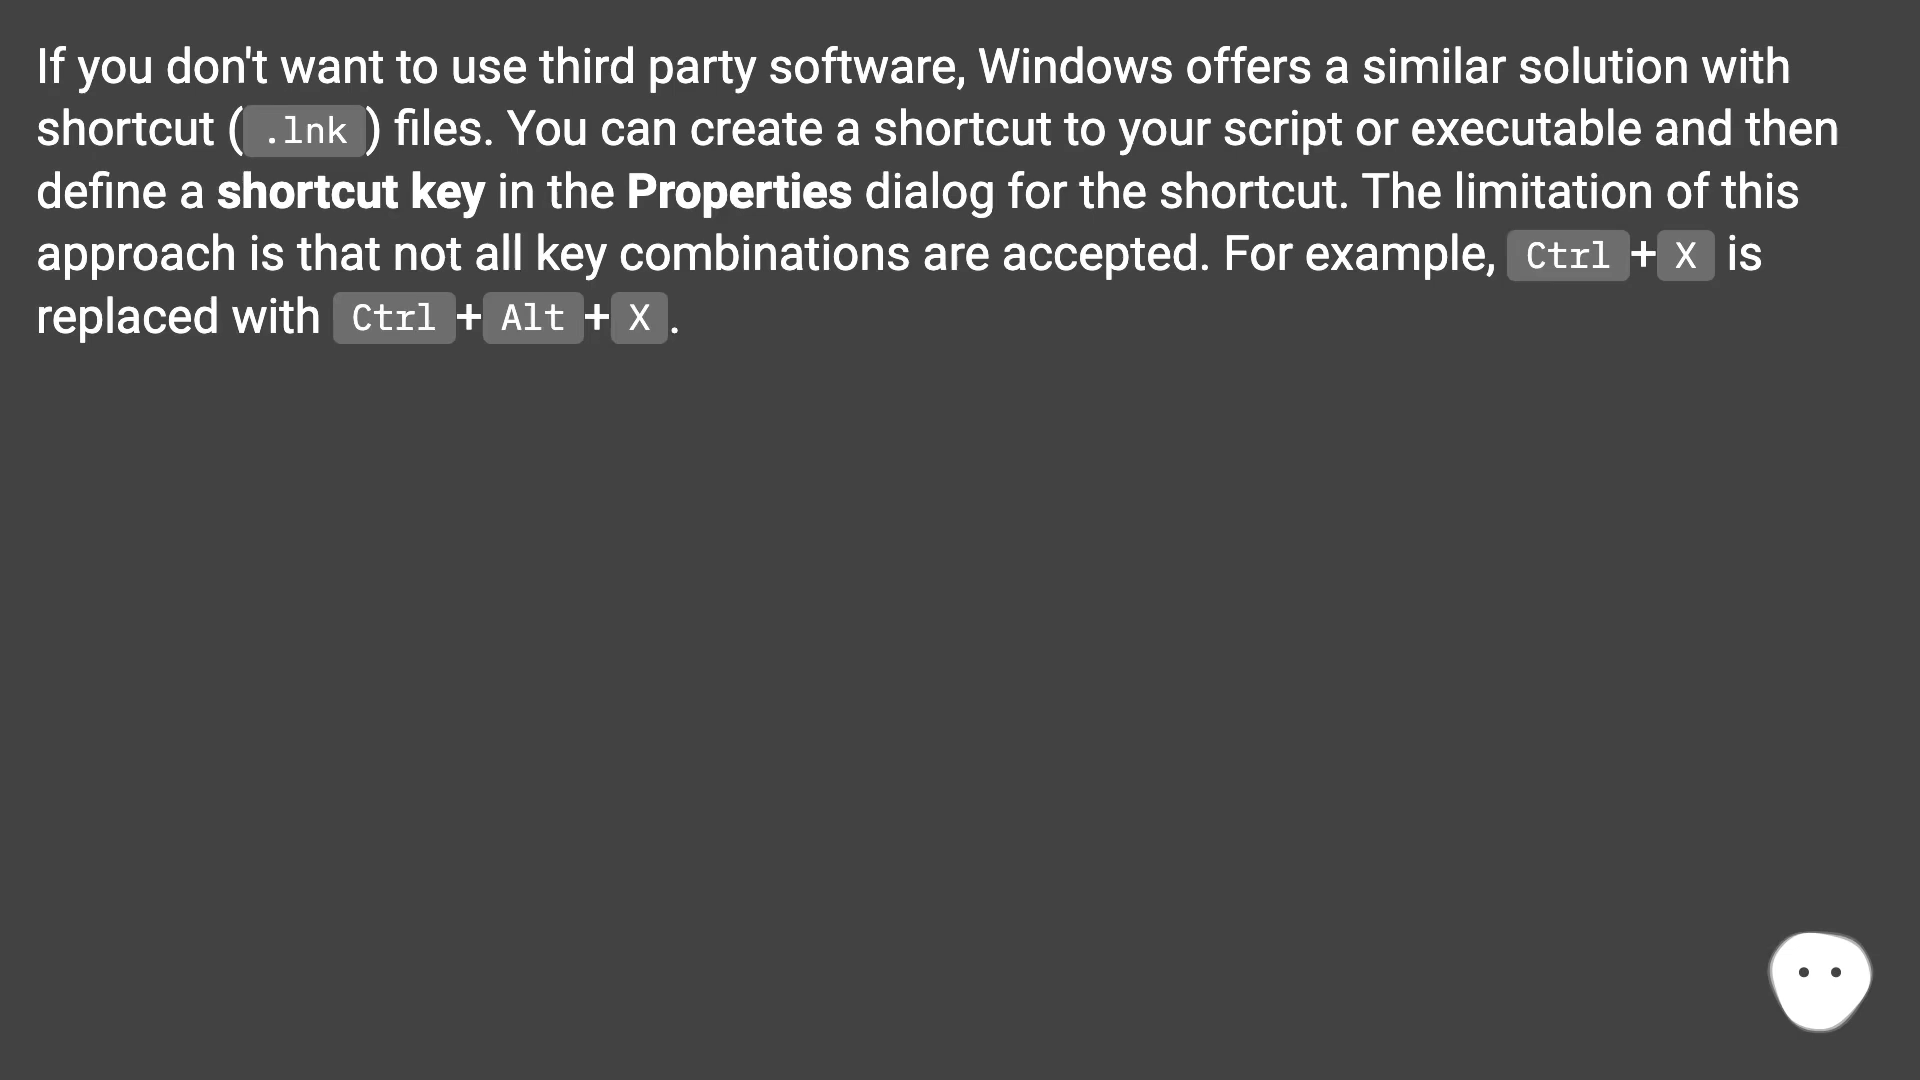 If you don't want to use third party software, Windows offers a similar solution with
shortcut (.lnk) files. You can create a shortcut to your script or executable and then
define a shortcut key in the Properties dialog for the shortcut. The limitation of this
approach is that not all key combinations are accepted. For example, Ctrl+X is
replaced with Ctrl+Alt+X.